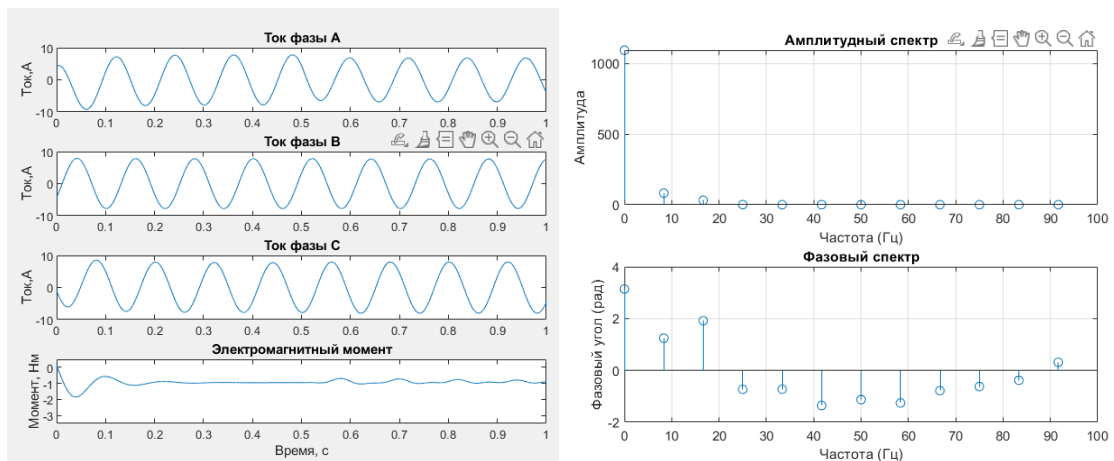 Ток фазы A
Ток,А
10
0
-10
0 0.1 0.2 0.3 0.4 0.5 0.6 0.7 0.8 0.9 1
Ток фазы B
Ток,А
10
0
-10
0 0.1 0.2 0.3 0.4 0.5 0.6 0.7 0.8 0.9 1
Ток фазы C
Ток,А
10
0
-10
0 0.1 0.2 0.3 0.4 0.5 0.6 0.7 0.8 0.9 1
Электромагнитный момент
Момент, Нм
0
-1
-2
-3
0 0.1 0.2 0.3 0.4 0.5 0.6 0.7 0.8 0.9 1
Время, с
Амплитудный спектр
Амплитуда
1000
500
0
0 10 20 30 40 50 60 70 80 90 100
Частота (Гц)
Фазовый спектр
Фазовый угол (рад)
4
2
0
-2
0 10 20 30 40 50 60 70 80 90 100
Частота (Гц)